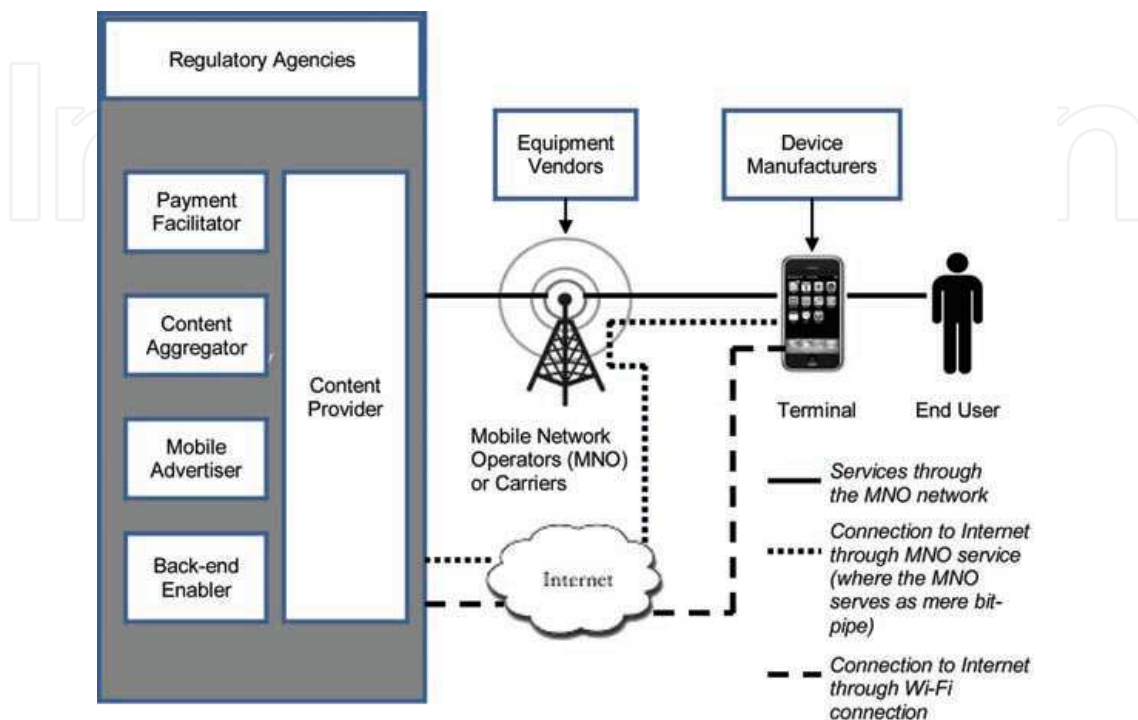 Regulatory Agencies
Payment
Facilitator
Content
Aggregator
Mobile
Advertiser
Back-end
Enabler
Content
Provider
Equipment
Vendors
Device
Manufacturers
Mobile Network
Operators (MNO)
or Carriers
Internet
Terminal
End User
Services through
the MNO network
Connection to Internet
through MNO service
(where the MNO
serves as mere bit-
pipe)
Connection to Internet
through Wi-Fi
connection